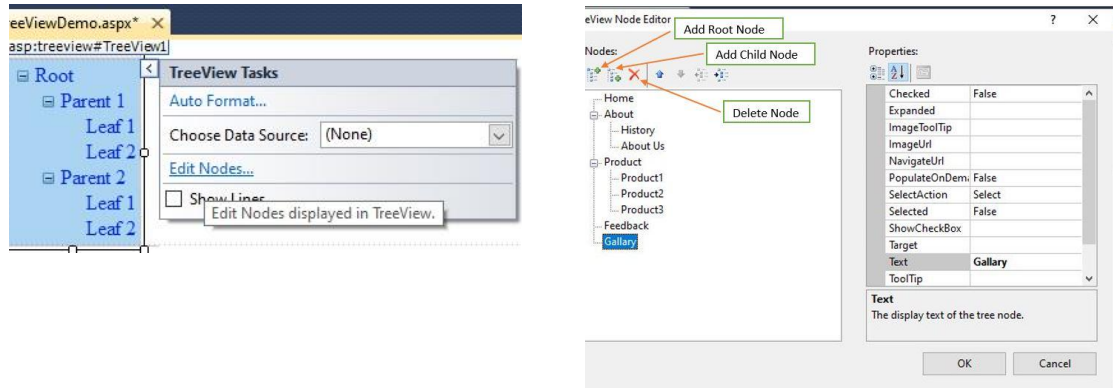 eeViewDemo.aspx* ×
asp:treeview#TreeView1
Root
Parent 1
Leaf 1
Leaf 2
Parent 2
Leaf 1
Leaf 2
TreeView Tasks
Auto Format...
Choose Data Source: (None)
Edit Nodes...
Show Lines
Edit Nodes displayed in TreeView.
eView Node Editor ? ×
Add Root Node
Nodes:
Add Child Node
Delete Node
Home
About
History
About Us
Product
Product1
Product2
Product3
Feedback
Gallary
Properties:
Checked False
Expanded
ImageToolTip
ImageUrl
NavigateUrl
PopulateOnDema False
SelectAction Select
Selected False
ShowCheckBox
Target
Text Gallary
ToolTip
Text
The display text of the tree node.
OK Cancel